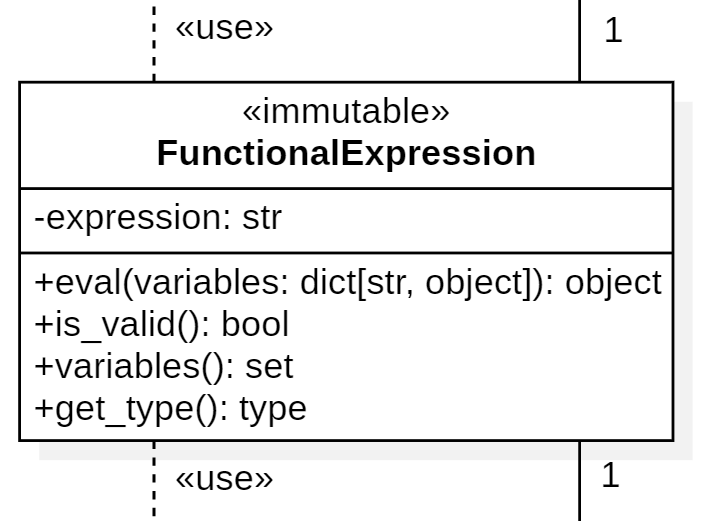 «use» 1
«immutable»
FunctionalExpression
-expression: str
+eval(variables: dict[str, object]): object
+is_valid(): bool
+variables(): set
+get_type(): type
«use» 1